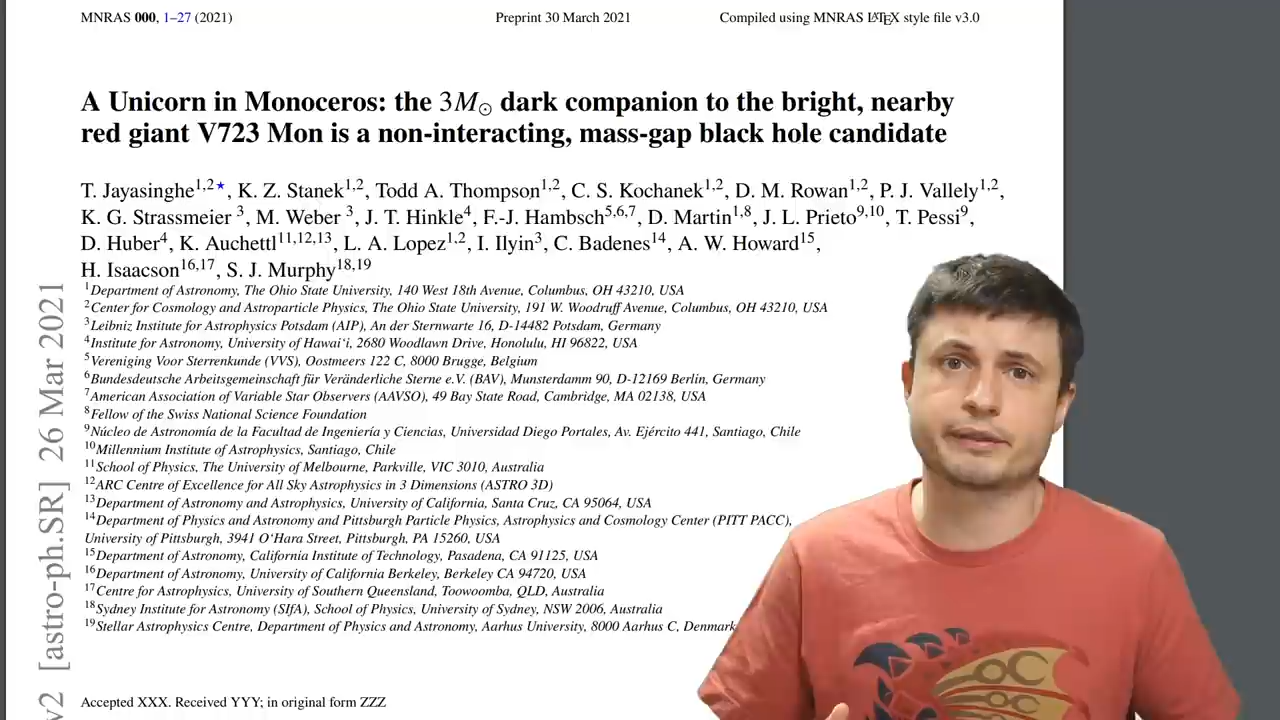 MNRAS 000, 1–27 (2021)
Preprint 30 March 2021
Compiled using MNRAS LATEX style file v3.0
A Unicorn in Monoceros: the 3M☉ dark companion to the bright, nearby
red giant V723 Mon is a non-interacting, mass-gap black hole candidate
T. Jayasinghe1,2★, K. Z. Stanek1,2, Todd A. Thompson1,2, C. S. Kochanek1,2, D. M. Rowan1,2, P. J. Vallely1,2,
K. G. Strassmeier 3, M. Weber 3, J. T. Hinkle4, F.-J. Hambsch5,6,7, D. Martin1,8, J. L. Prieto9,10, T. Pessi9,
D. Huber4, K. Auchettl11,12,13, L. A. Lopez1,2, I. Ilyin3, C. Badenes14, A. W. Howard15,
H. Isaacson16,17, S. J. Murphy18,19
1Department of Astronomy, The Ohio State University, 140 West 18th Avenue, Columbus, OH 43210, USA
2Center for Cosmology and Astroparticle Physics, The Ohio State University, 191 W. Woodruff Avenue, Columbus, OH 43210, USA
3Leibniz Institute for Astrophysics Potsdam (AIP), An der Sternwarte 16, D-14482 Potsdam, Germany
4Institute for Astronomy, University of Hawai‘i, 2680 Woodlawn Drive, Honolulu, HI 96822, USA
5Vereniging Voor Sterrenkunde (VVS), Oostmeers 122 C, 8000 Brugge, Belgium
6Bundesdeutsche Arbeitsgemeinschaft für Veränderliche Sterne e.V. (BAV), Munsterdamm 90, D-12169 Berlin, Germany
7American Association of Variable Star Observers (AAVSO), 49 Bay State Road, Cambridge, MA 02138, USA
8Fellow of the Swiss National Science Foundation
9Núcleo de Astronomía de la Facultad de Ingeniería y Ciencias, Universidad Diego Portales, Av. Ejército 441, Santiago, Chile
10Millennium Institute of Astrophysics, Santiago, Chile
11School of Physics, The University of Melbourne, Parkville, VIC 3010, Australia
12ARC Centre of Excellence for All Sky Astrophysics in 3 Dimensions (ASTRO 3D)
13Department of Astronomy and Astrophysics, University of California, Santa Cruz, CA 95064, USA
14Department of Physics and Astronomy and Pittsburgh Particle Physics, Astrophysics and Cosmology Center (PITT PACC),
University of Pittsburgh, 3941 O‘Hara Street, Pittsburgh, PA 15260, USA
15Department of Astronomy, California Institute of Technology, Pasadena, CA 91125, USA
16Department of Astronomy, University of California Berkeley, Berkeley CA 94720, USA
17Centre for Astrophysics, University of Southern Queensland, Toowoomba, QLD, Australia
18Sydney Institute for Astronomy (SIfA), School of Physics, University of Sydney, NSW 2006, Australia
19Stellar Astrophysics Centre, Department of Physics and Astronomy, Aarhus University, 8000 Aarhus C, Denmark
Accepted XXX. Received YYY; in original form ZZZ
v2 [astro-ph.SR] 26 Mar 2021